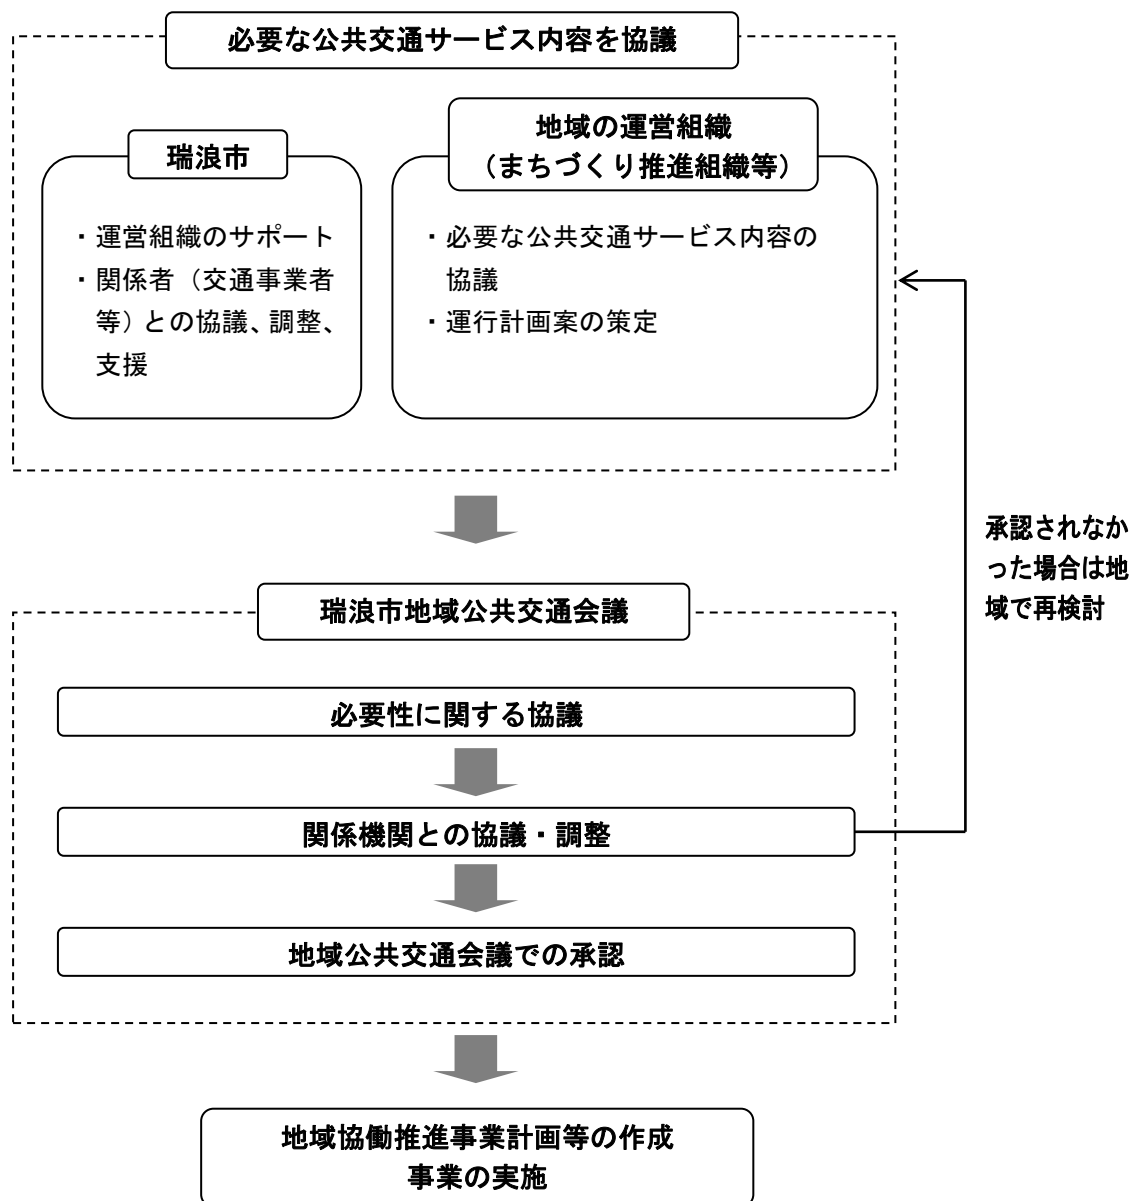 必要な公共交通サービス内容を協議
瑞浪市
・運営組織のサポート
・関係者（交通事業者
等）との協議、調整、
支援
地域の運営組織
（まちづくり推進組織等）
・必要な公共交通サービス内容の
協議
・運行計画案の策定
承認されなか
った場合は地
域で再検討
瑞浪市地域公共交通会議
必要性に関する協議
関係機関との協議・調整
地域公共交通会議での承認
地域協働推進事業計画等の作成
事業の実施